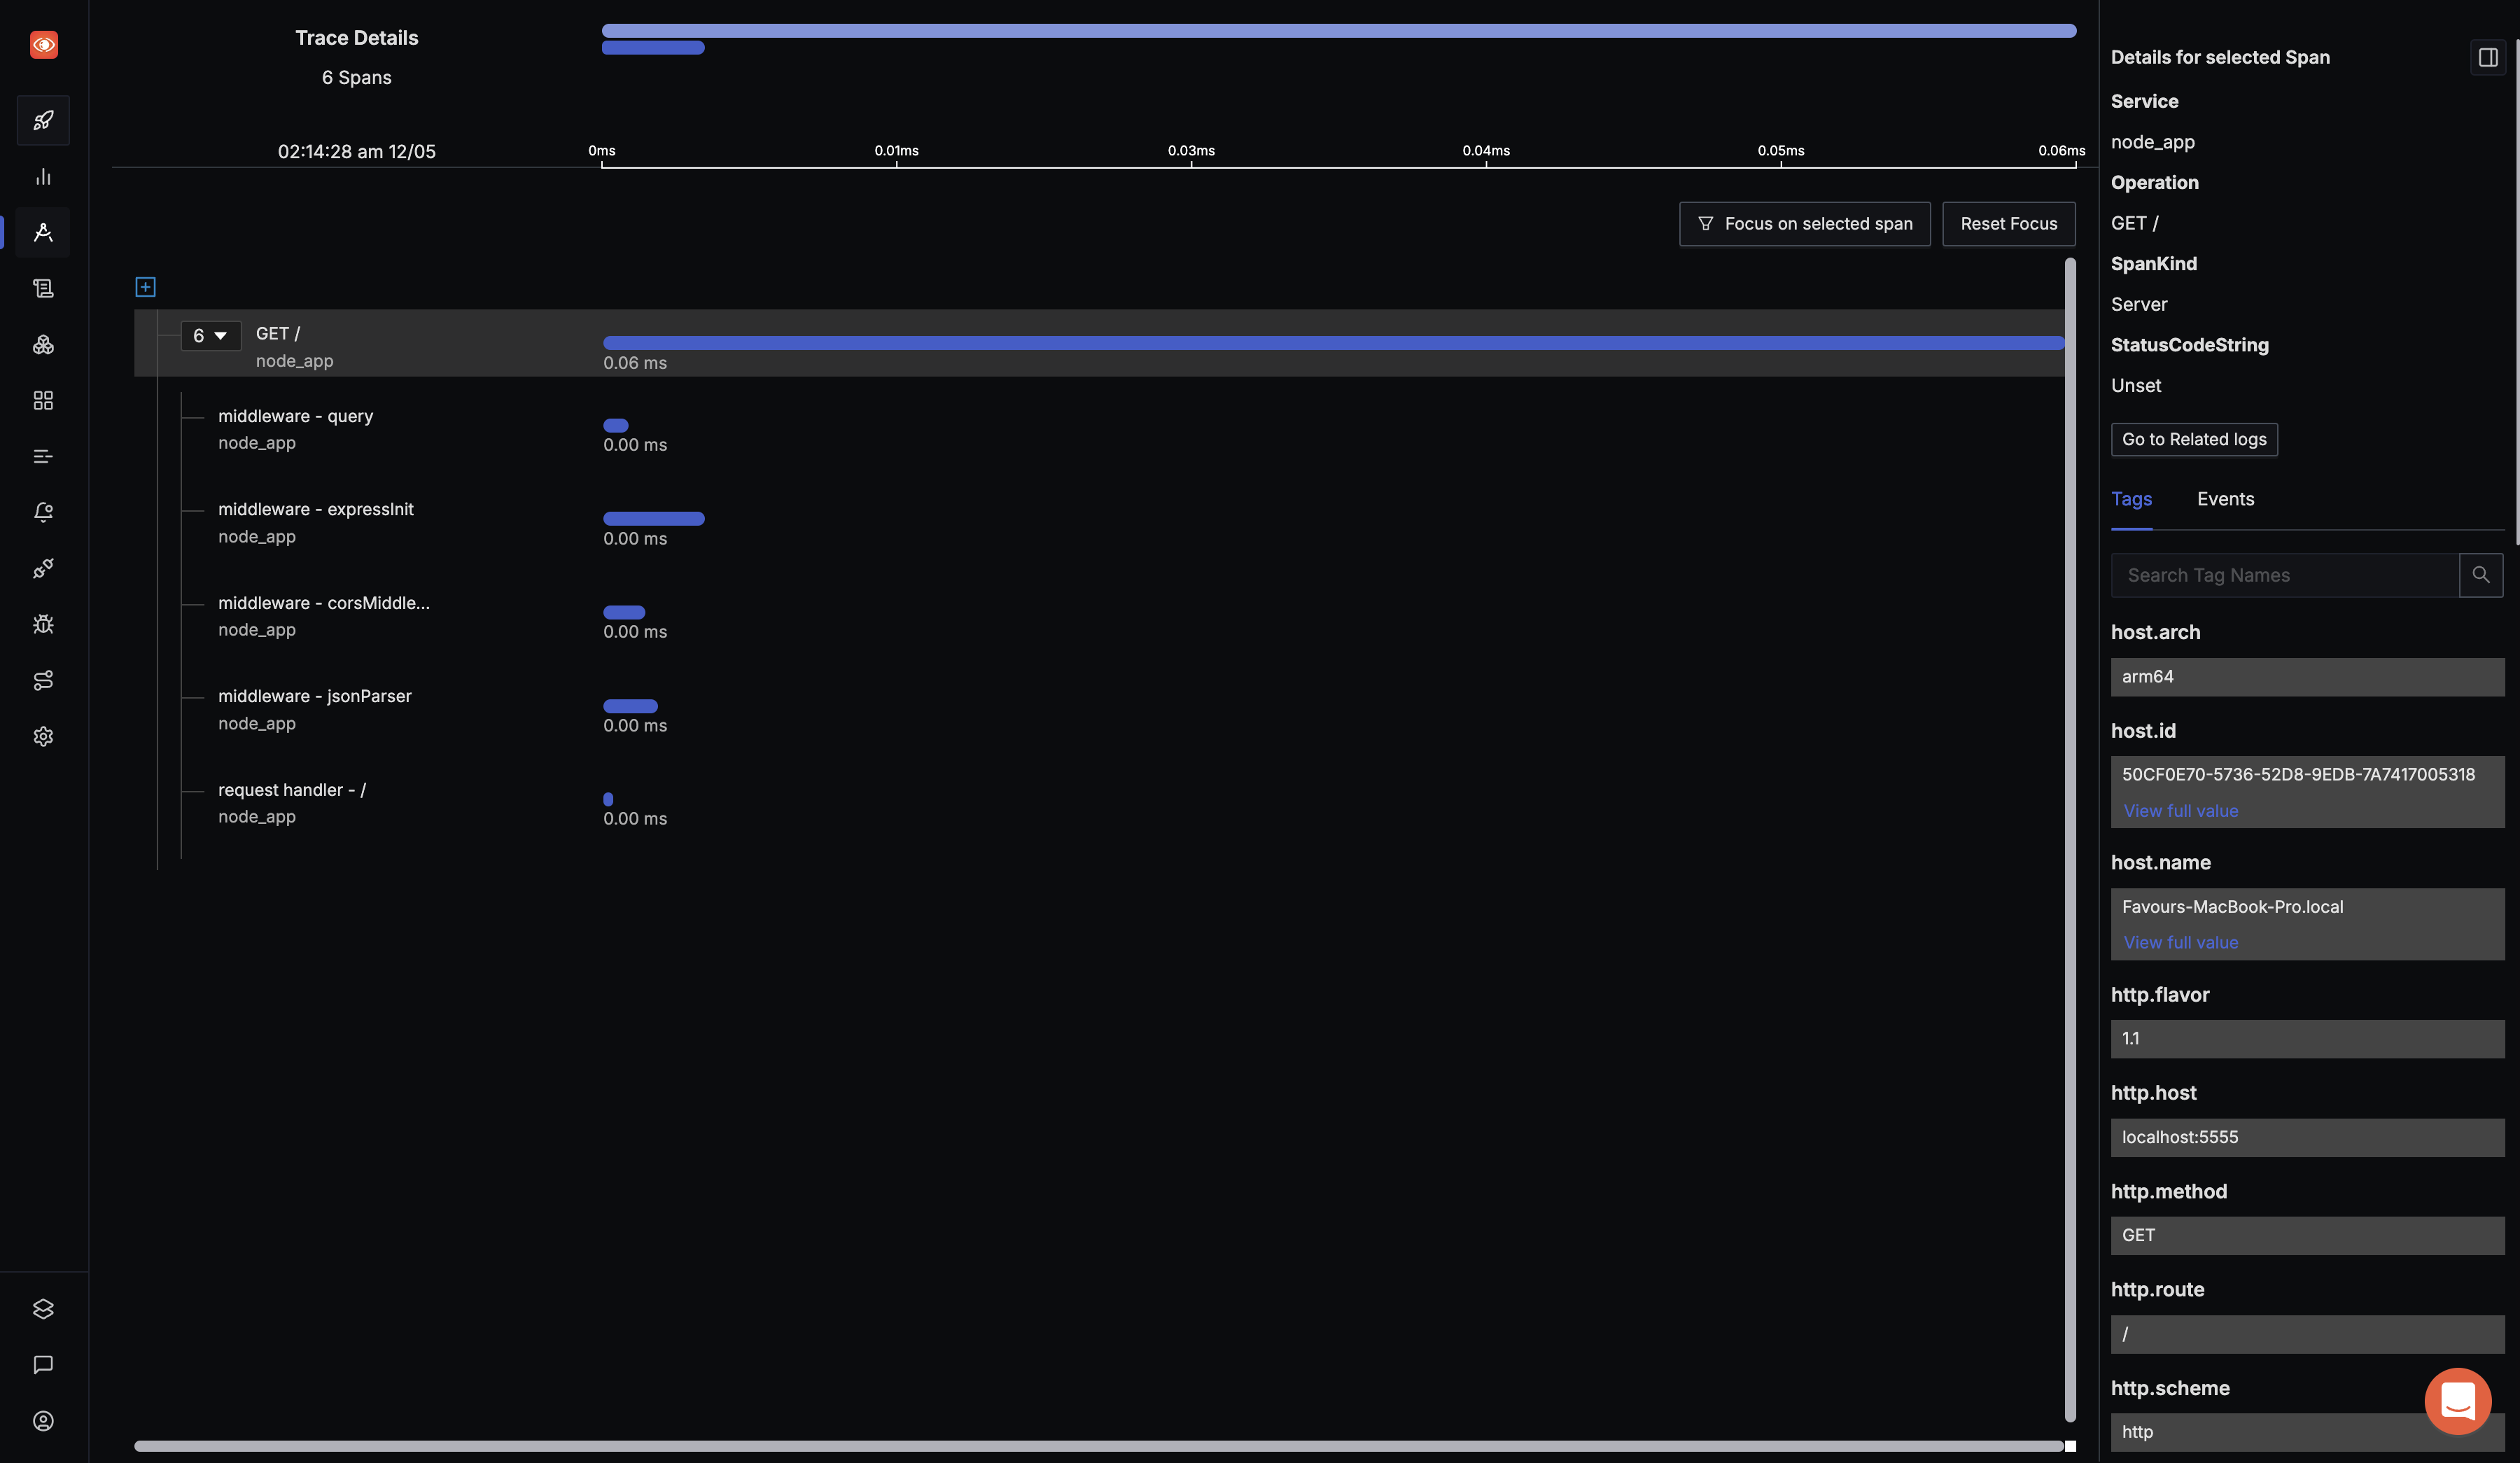 Trace Details
6 Spans
02:14:28 am 12/05
0ms
0.01ms
0.03ms
0.04ms
0.05ms
0.06ms
Focus on selected span
Reset Focus
6
GET /
node_app
0.06 ms
middleware - query
node_app
0.00 ms
middleware - expressInit
node_app
0.00 ms
middleware - corsMiddle...
node_app
0.00 ms
middleware - jsonParser
node_app
0.00 ms
request handler - /
node_app
0.00 ms
Details for selected Span
Service
node_app
Operation
GET /
SpanKind
Server
StatusCodeString
Unset
Go to Related logs
Tags
Events
Search Tag Names
host.arch
arm64
host.id
50CF0E70-5736-52D8-9EDB-7A7417005318
View full value
host.name
Favours-MacBook-Pro.local
View full value
http.flavor
1.1
http.host
localhost:5555
http.method
GET
http.route
/
http.scheme
http